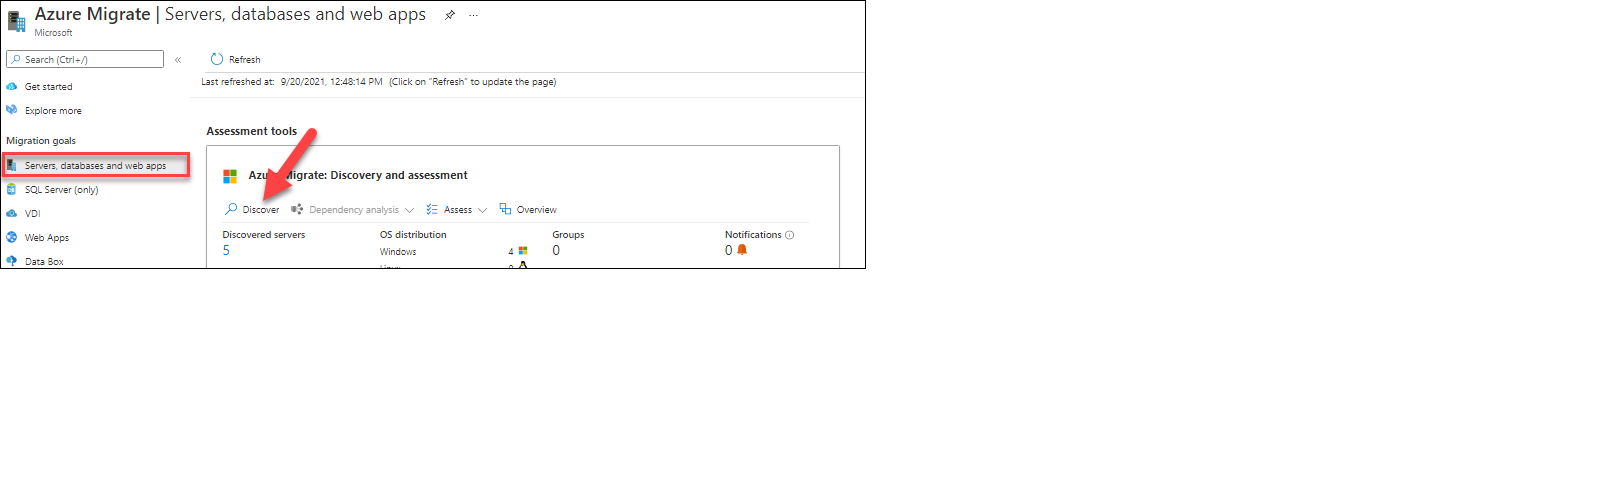 Azure Migrate | Servers, databases and web apps ...
Microsoft
Search (Ctrl+/) «
Refresh
Get started
Last refreshed at: 9/20/2021, 12:48:14 PM (Click on "Refresh" to update the page)
Explore more
Migration goals
Assessment tools
Servers, databases and web apps
Azure Migrate: Discovery and assessment
SQL Server (only)
VDI
Discover Dependency analysis Assess Overview
Web Apps
Discovered servers OS distribution Groups Notifications
5 Windows 4 0 0
Data Box